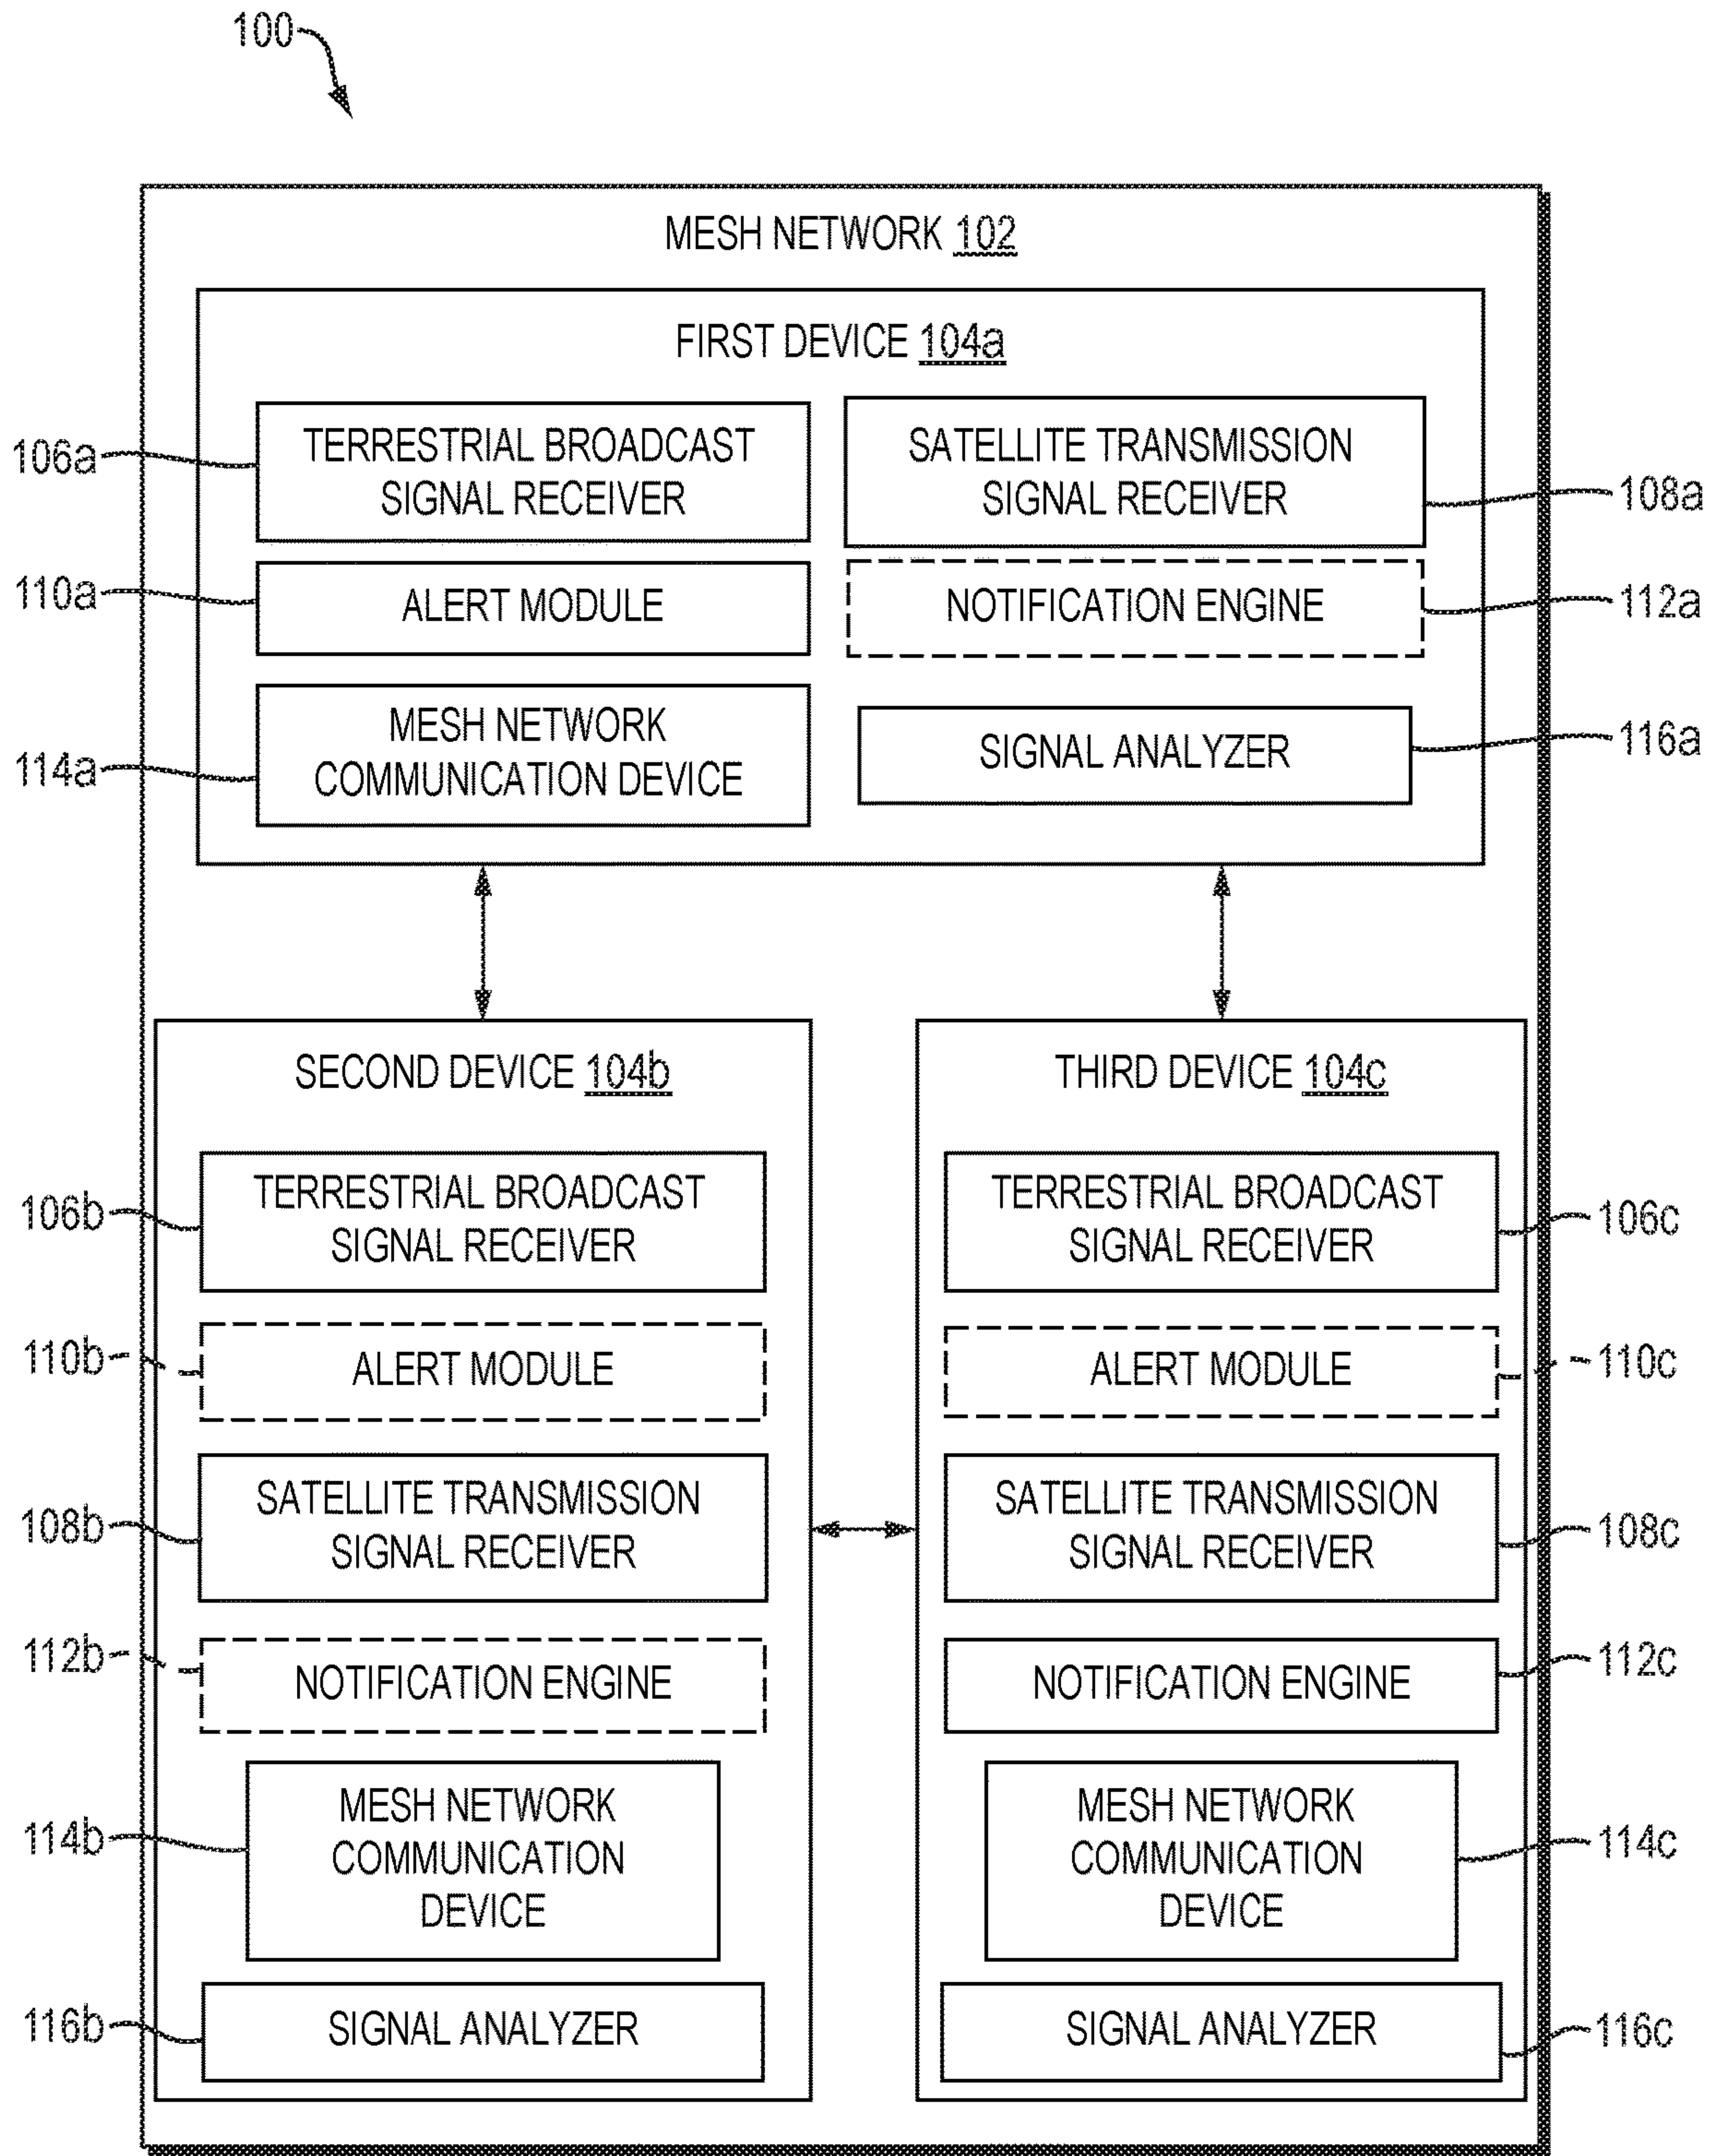 100
MESH NETWORK 102
FIRST DEVICE 104a
TERRESTRIAL BROADCAST
SIGNAL RECEIVER
106a
SATELLITE TRANSMISSION
SIGNAL RECEIVER
108a
ALERT MODULE
110a
NOTIFICATION ENGINE
112a
MESH NETWORK
COMMUNICATION DEVICE
114a
SIGNAL ANALYZER
116a
SECOND DEVICE 104b
TERRESTRIAL BROADCAST
SIGNAL RECEIVER
106b
ALERT MODULE
110b
SATELLITE TRANSMISSION
SIGNAL RECEIVER
108b
NOTIFICATION ENGINE
112b
MESH NETWORK
COMMUNICATION
DEVICE
114b
SIGNAL ANALYZER
116b
THIRD DEVICE 104c
TERRESTRIAL BROADCAST
SIGNAL RECEIVER
106c
ALERT MODULE
110c
SATELLITE TRANSMISSION
SIGNAL RECEIVER
108c
NOTIFICATION ENGINE
112c
MESH NETWORK
COMMUNICATION
DEVICE
114c
SIGNAL ANALYZER
116c